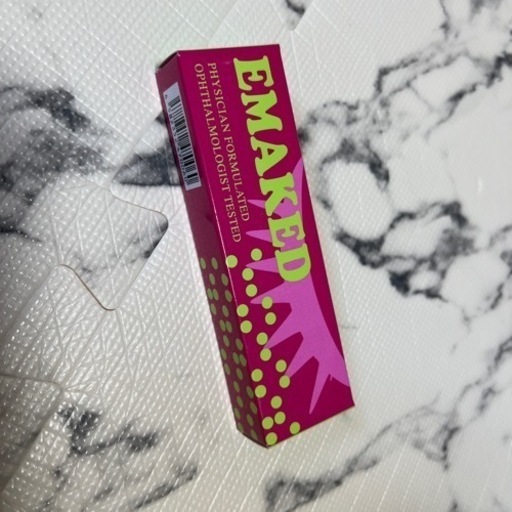 EMAKED
PHYSICIAN FORMULATED
OPHTHALMOLOGIST TESTED